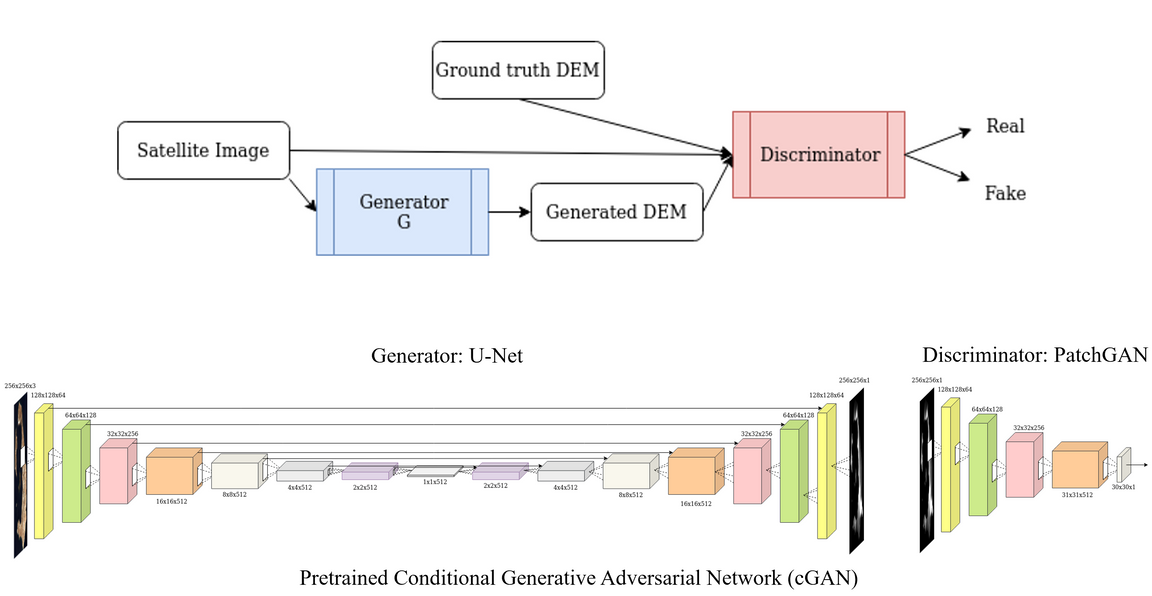 Ground truth DEM
Satellite Image
Discriminator
Real
Fake
Generator
G
Generated DEM
Generator: U-Net
Discriminator: PatchGAN
256x256x3
128x128x64
64x64x128
32x32x256
16x16x512
8x8x512
4x4x512
2x2x512
1x1x512
2x2x512
4x4x512
8x8x512
16x16x512
32x32x256
64x64x128
128x128x64
256x256x1
256x256x1
128x128x64
64x64x128
32x32x256
31x31x512
30x30x1
Pretrained Conditional Generative Adversarial Network (cGAN)